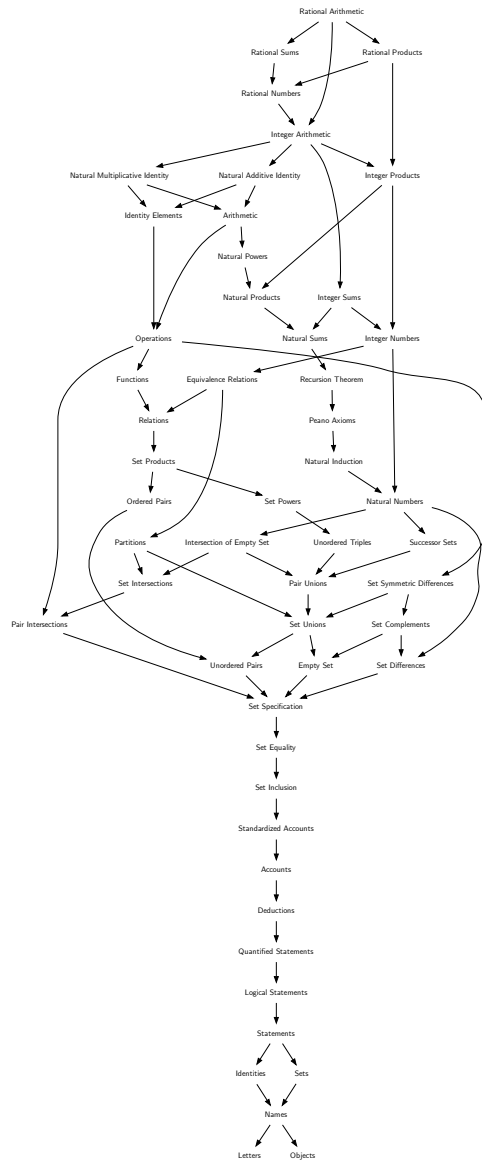 Rational Arithmetic
Rational Sums
Rational Products
Rational Numbers
Integer Arithmetic
Natural Multiplicative Identity
Natural Additive Identity
Integer Products
Identity Elements
Arithmetic
Natural Powers
Natural Products
Integer Sums
Operations
Natural Sums
Integer Numbers
Functions
Equivalence Relations
Recursion Theorem
Relations
Peano Axioms
Set Products
Natural Induction
Ordered Pairs
Set Powers
Natural Numbers
Partitions
Intersection of Empty Set
Unordered Triples
Successor Sets
Set Intersections
Pair Unions
Set Symmetric Differences
Pair Intersections
Set Unions
Set Complements
Unordered Pairs
Empty Set
Set Differences
Set Specification
Set Equality
Set Inclusion
Standardized Accounts
Accounts
Deductions
Quantified Statements
Logical Statements
Statements
Identities
Sets
Names
Letters
Objects